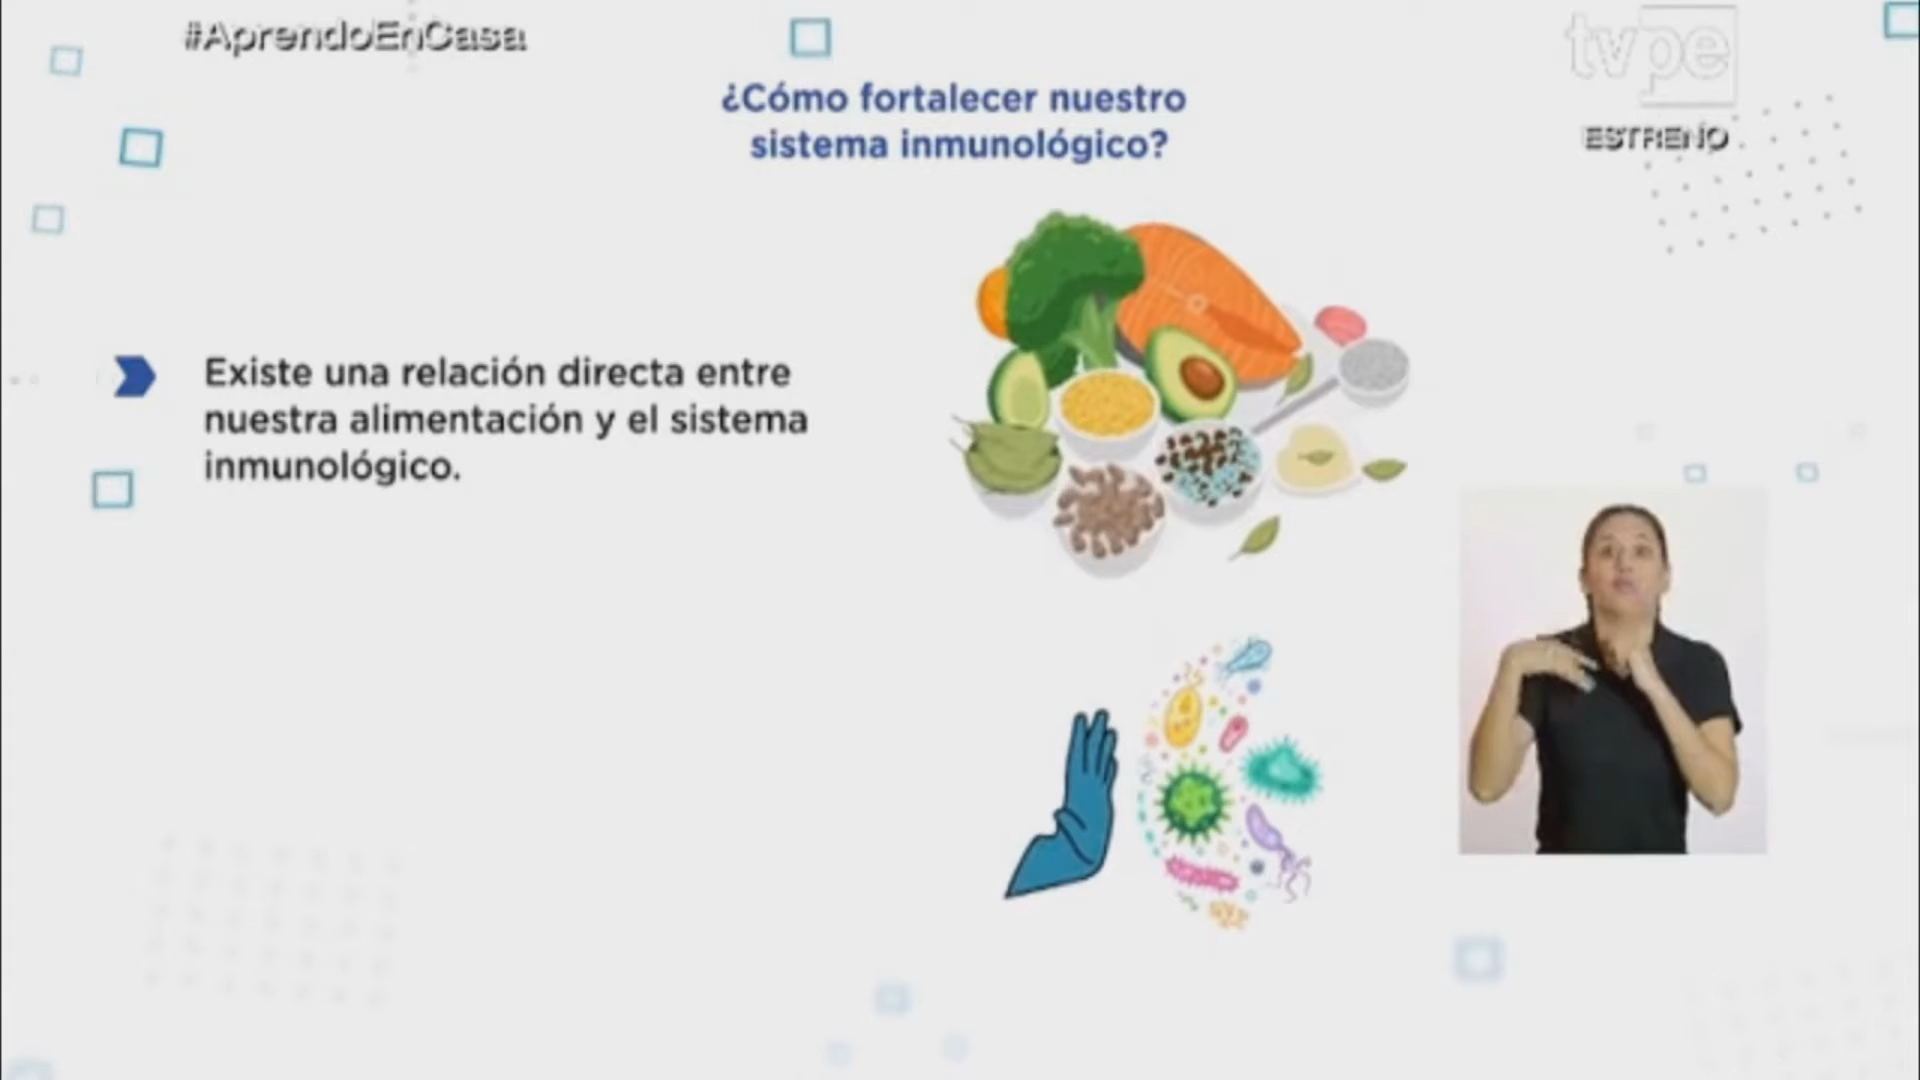 #AprendoEnCasa
tvpe
¿Cómo fortalecer nuestro
sistema inmunológico?
ESTRENO
Existe una relación directa entre
nuestra alimentación y el sistema
inmunológico.